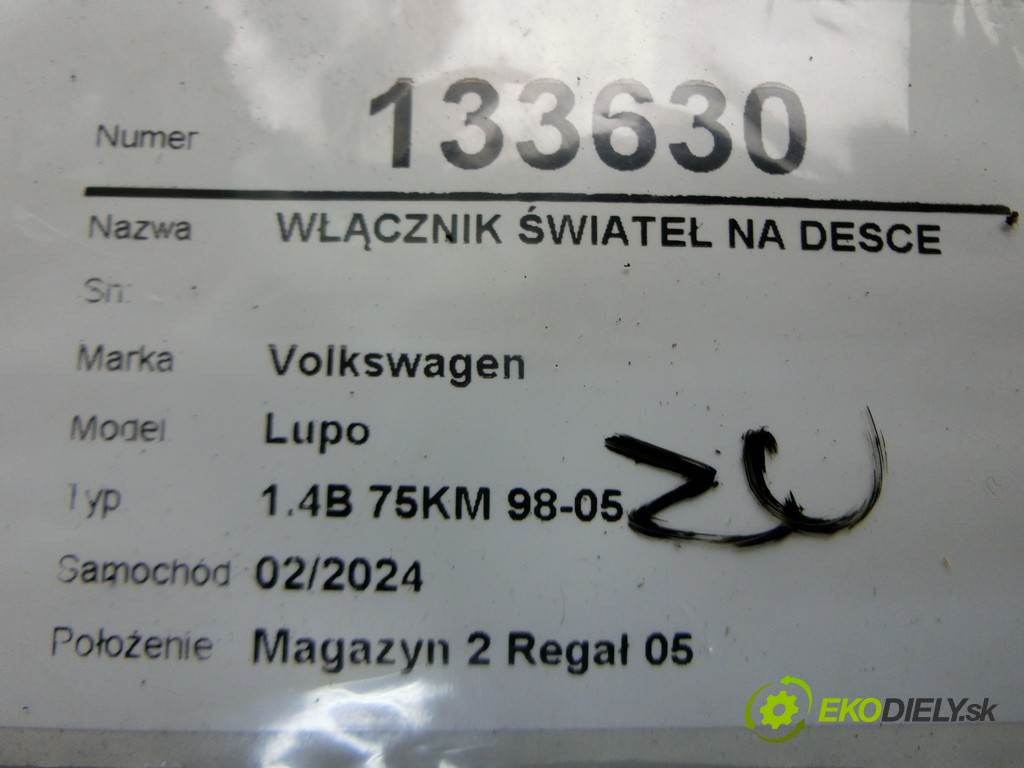 Numer 133630
Nazwa WŁĄCZNIK ŚWIATEŁ NA DESCE
Sn:
Marka Volkswagen
Model Lupo
Typ 1.4B 75KM 98-05
Samochód 02/2024
Położenie Magazyn 2 Regał 05
EKODIELY.sk